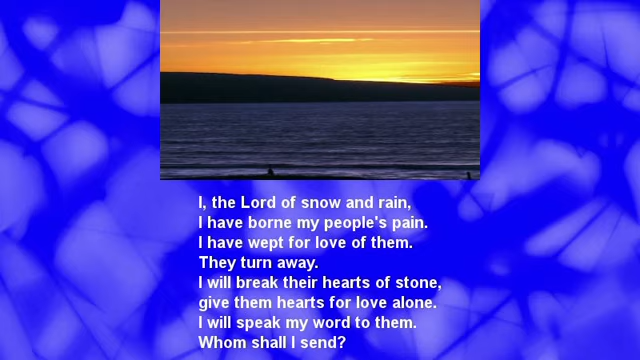 I, the Lord of snow and rain,
I have borne my people's pain.
I have wept for love of them.
They turn away.
I will break their hearts of stone,
give them hearts for love alone.
I will speak my word to them.
Whom shall I send?